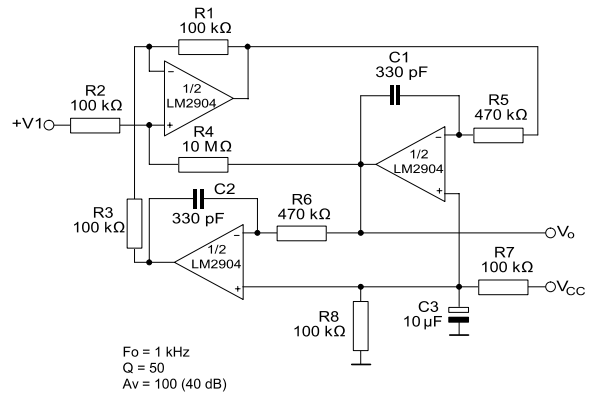 R1
100 kΩ
C1
330 pF
R2
100 kΩ
+V1
−
1/2
LM2904
+
R5
470 kΩ
R4
10 MΩ
−
1/2
LM2904
+
C2
330 pF
R6
470 kΩ
R3
100 kΩ
−
1/2
LM2904
+
Vo
R7
100 kΩ
VCC
R8
100 kΩ
C3
10 µF
Fo = 1 kHz
Q = 50
Av = 100 (40 dB)